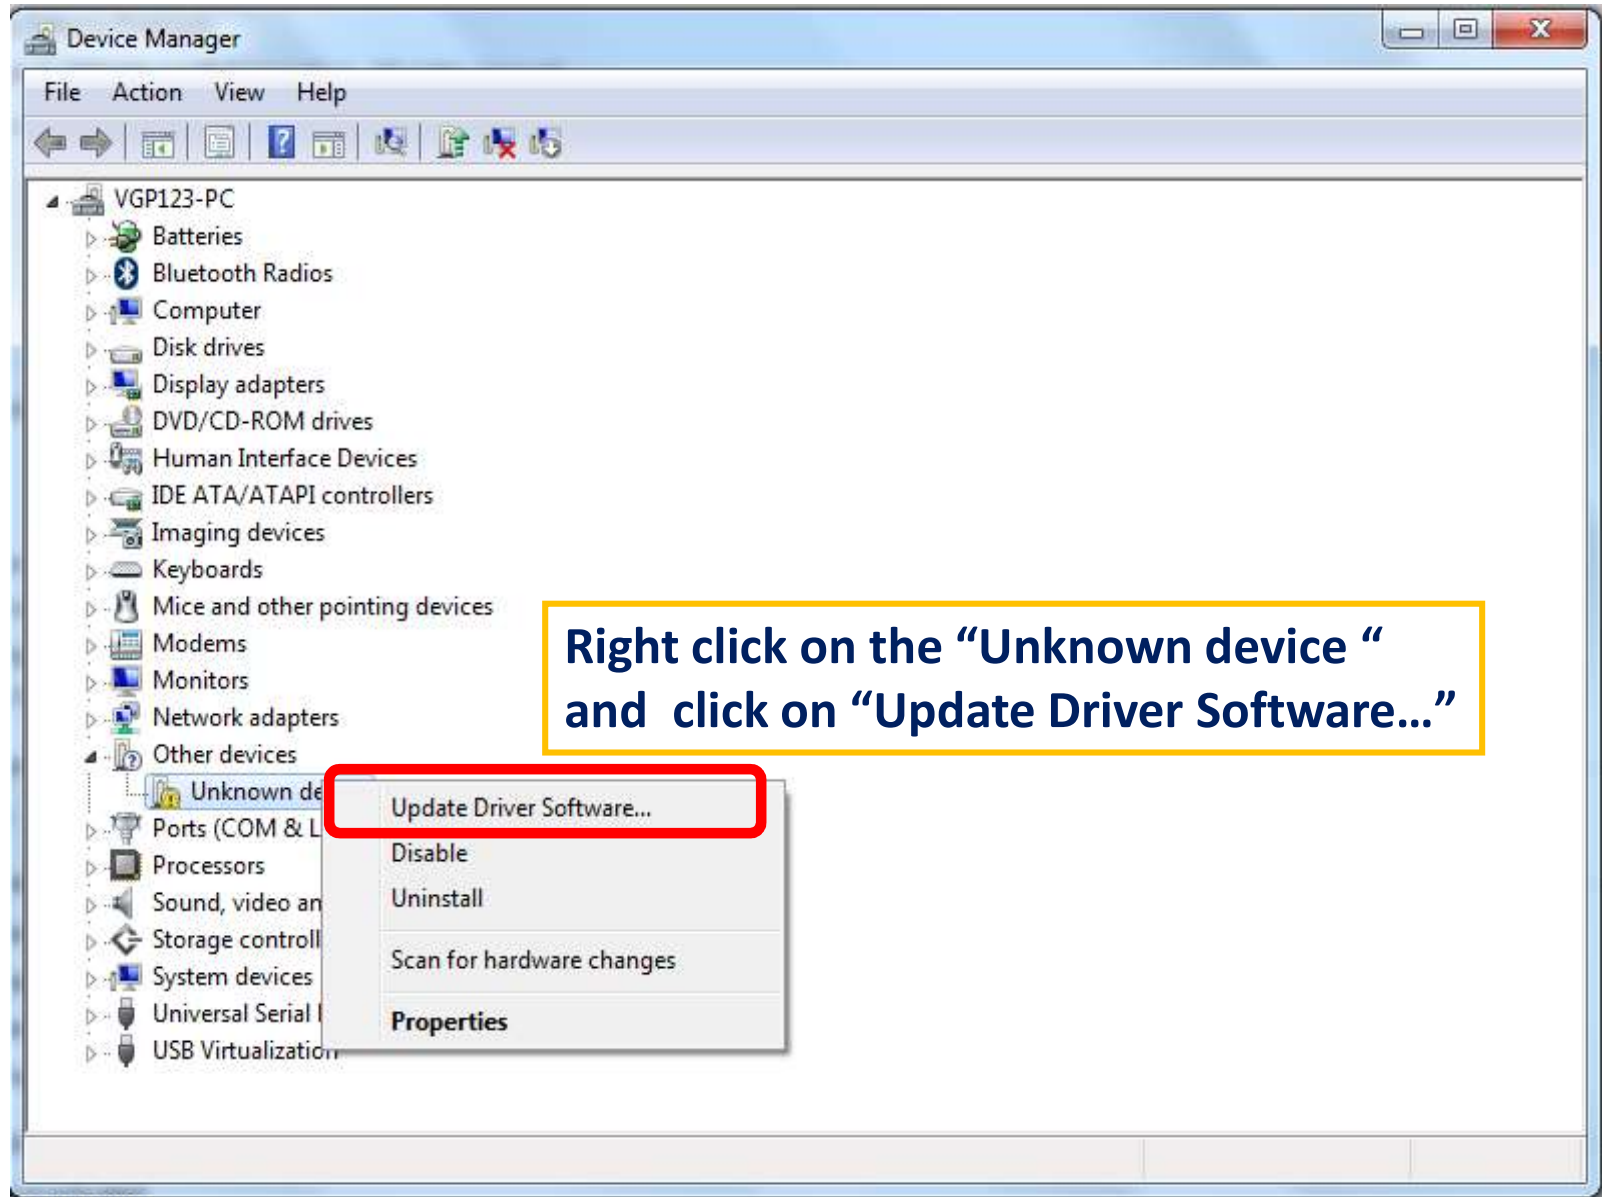 Device Manager
File Action View Help
VGP123-PC
Batteries
Bluetooth Radios
Computer
Disk drives
Display adapters
DVD/CD-ROM drives
Human Interface Devices
IDE ATA/ATAPI controllers
Imaging devices
Keyboards
Mice and other pointing devices
Modems
Monitors
Network adapters
Other devices
Unknown de
Ports (COM & L
Processors
Sound, video an
Storage controll
System devices
Universal Serial
USB Virtualization
Right click on the “Unknown device “
and click on “Update Driver Software...”
Update Driver Software...
Disable
Uninstall
Scan for hardware changes
Properties